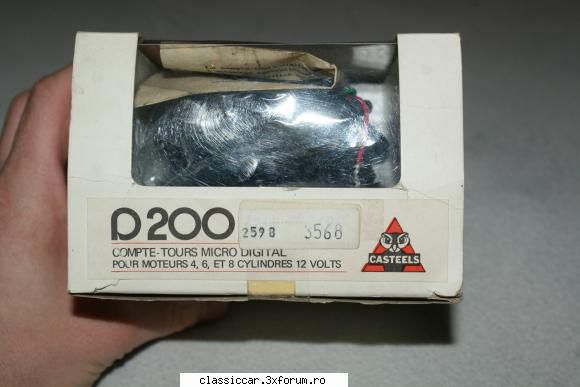 D200
2598 3568
COMPTE-TOURS MICRO DIGITAL
POUR MOTEURS 4, 6, ET 8 CYLINDRES 12 VOLTS
CASTEELS
classiccar.3xforum.ro